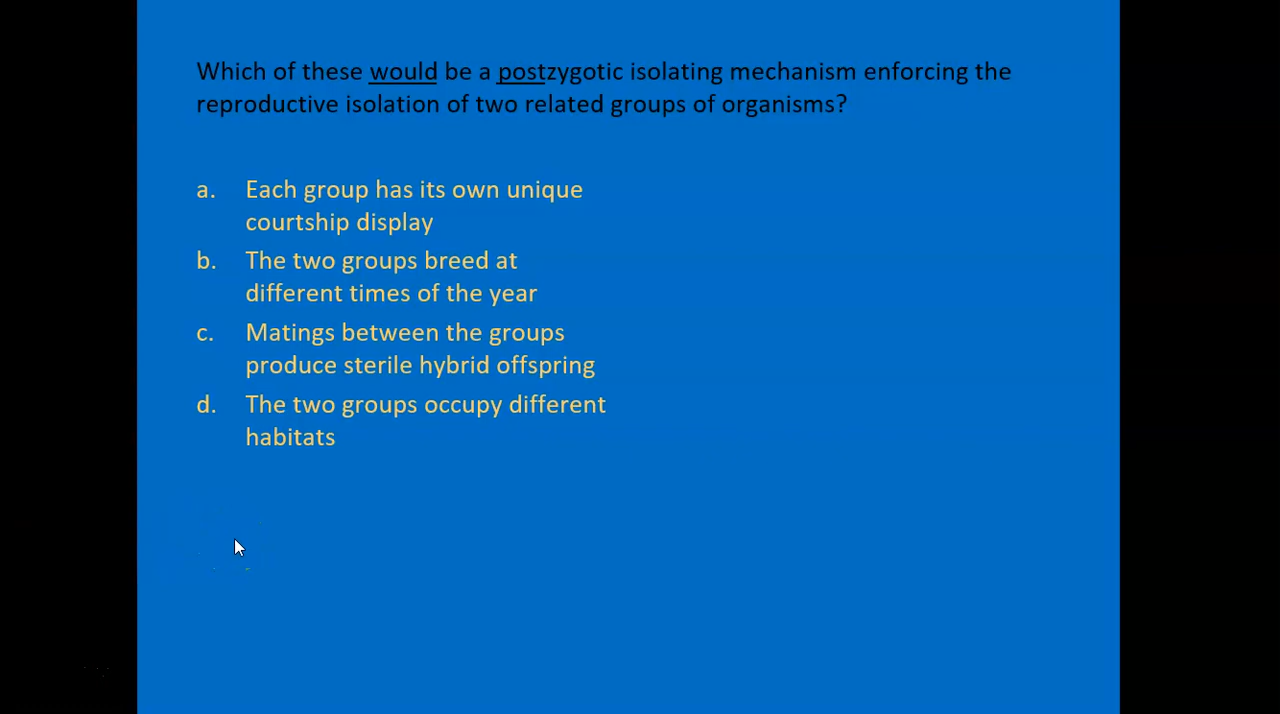 Which of these would be a postzygotic isolating mechanism enforcing the
reproductive isolation of two related groups of organisms?
a. Each group has its own unique
courtship display
b. The two groups breed at
different times of the year
c. Matings between the groups
produce sterile hybrid offspring
d. The two groups occupy different
habitats